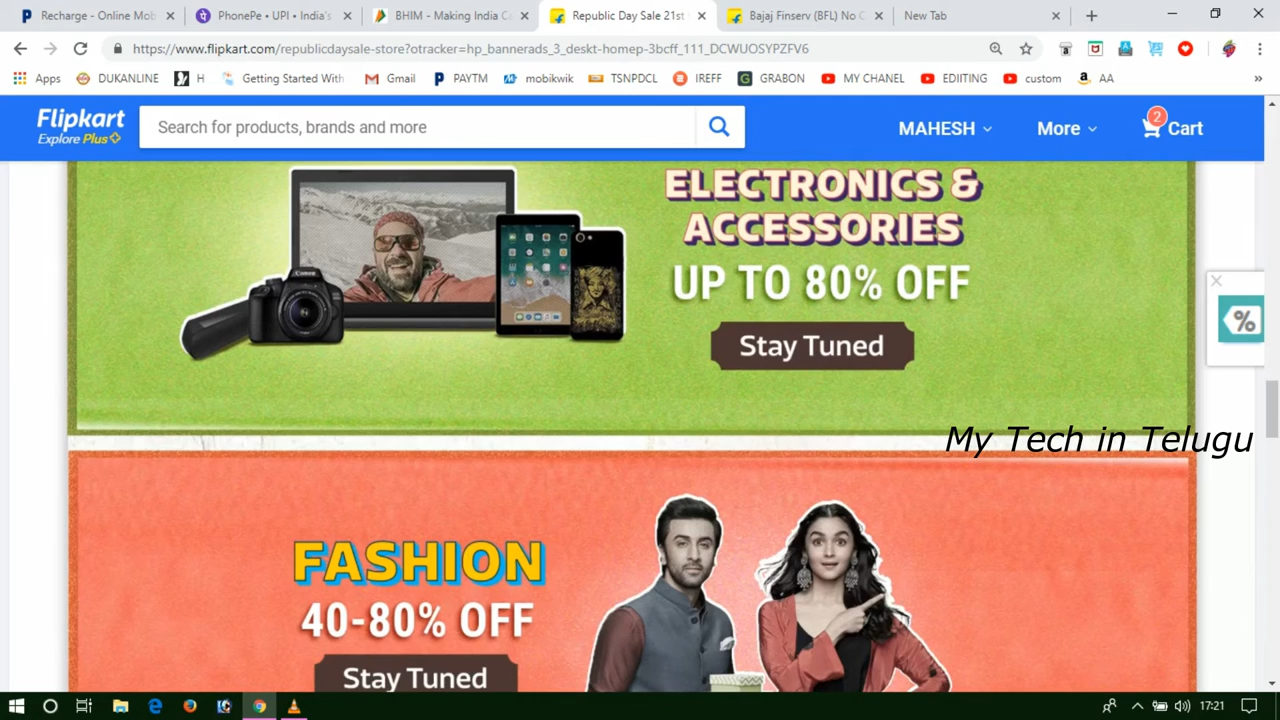 Recharge - Online Mob
PhonePe • UPI • India's
BHIM - Making India Ca
Republic Day Sale 21st
Bajaj Finserv (BFL) No C
New Tab
https://www.flipkart.com/republicdaysale-store?otracker=hp_bannerads_3_deskt-homep-3bcff_111_DCWUOSYPZFV6
Apps
DUKANLINE
H
Getting Started With
Gmail
PAYTM
mobikwik
TSNPDCL
IREFF
GRABON
MY CHANEL
EDIITING
custom
AA
Flipkart
Explore Plus
Search for products, brands and more
MAHESH
More
2
Cart
ELECTRONICS &
ACCESSORIES
UP TO 80% OFF
Stay Tuned
Canon
%
My Tech in Telugu
FASHION
40-80% OFF
Stay Tuned
17:21